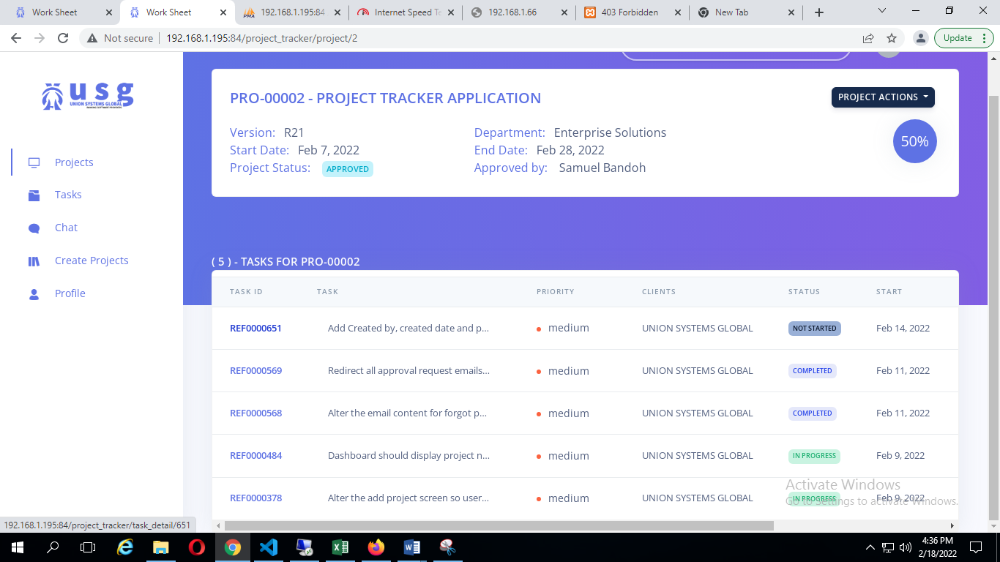 Work Sheet
Work Sheet
192.168.1.195:84
Internet Speed Te
192.168.1.66
403 Forbidden
New Tab
Not secure
192.168.1.195:84/project_tracker/project/2
Update
usg
UNION SYSTEMS GLOBAL
Projects
Tasks
Chat
Create Projects
Profile
PRO-00002 - PROJECT TRACKER APPLICATION
PROJECT ACTIONS
Version: R21
Department: Enterprise Solutions
50%
Start Date: Feb 7, 2022
End Date: Feb 28, 2022
Project Status: APPROVED
Approved by: Samuel Bandoh
( 5 ) - TASKS FOR PRO-00002
TASK ID TASK PRIORITY CLIENTS STATUS START
REF0000651 Add Created by, created date and p... medium UNION SYSTEMS GLOBAL NOT STARTED Feb 14, 2022
REF0000569 Redirect all approval request emails... medium UNION SYSTEMS GLOBAL COMPLETED Feb 11, 2022
REF0000568 Alter the email content for forgot p... medium UNION SYSTEMS GLOBAL COMPLETED Feb 11, 2022
REF0000484 Dashboard should display project n... medium UNION SYSTEMS GLOBAL IN PROGRESS Feb 9, 2022
REF0000378 Alter the add project screen so user... medium UNION SYSTEMS GLOBAL IN PROGRESS Feb 9, 2022
Activate Windows
Go to Settings to activate Windows.
192.168.1.195:84/project_tracker/task_detail/651
4:36 PM
2/18/2022